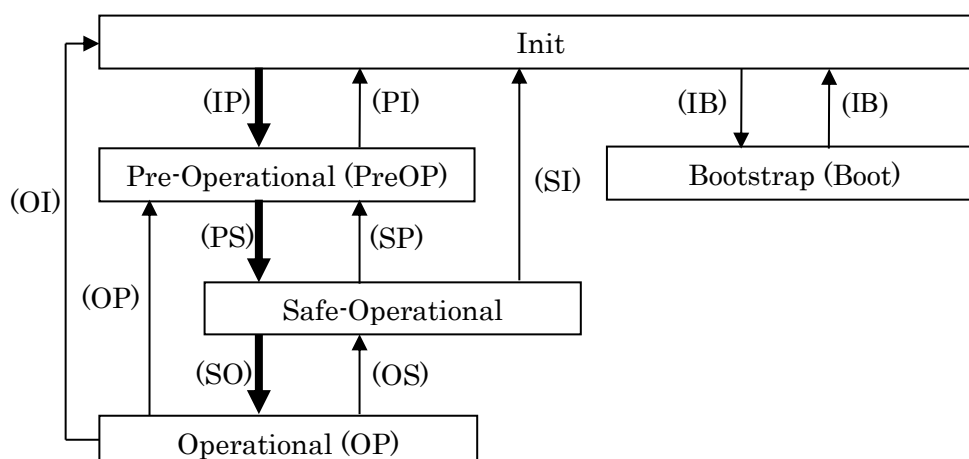 Init
(IP)
(PI)
(IB)
(IB)
Pre-Operational (PreOP)
Bootstrap (Boot)
(SI)
(OI)
(PS)
(SP)
(OP)
Safe-Operational
(SO)
(OS)
Operational (OP)